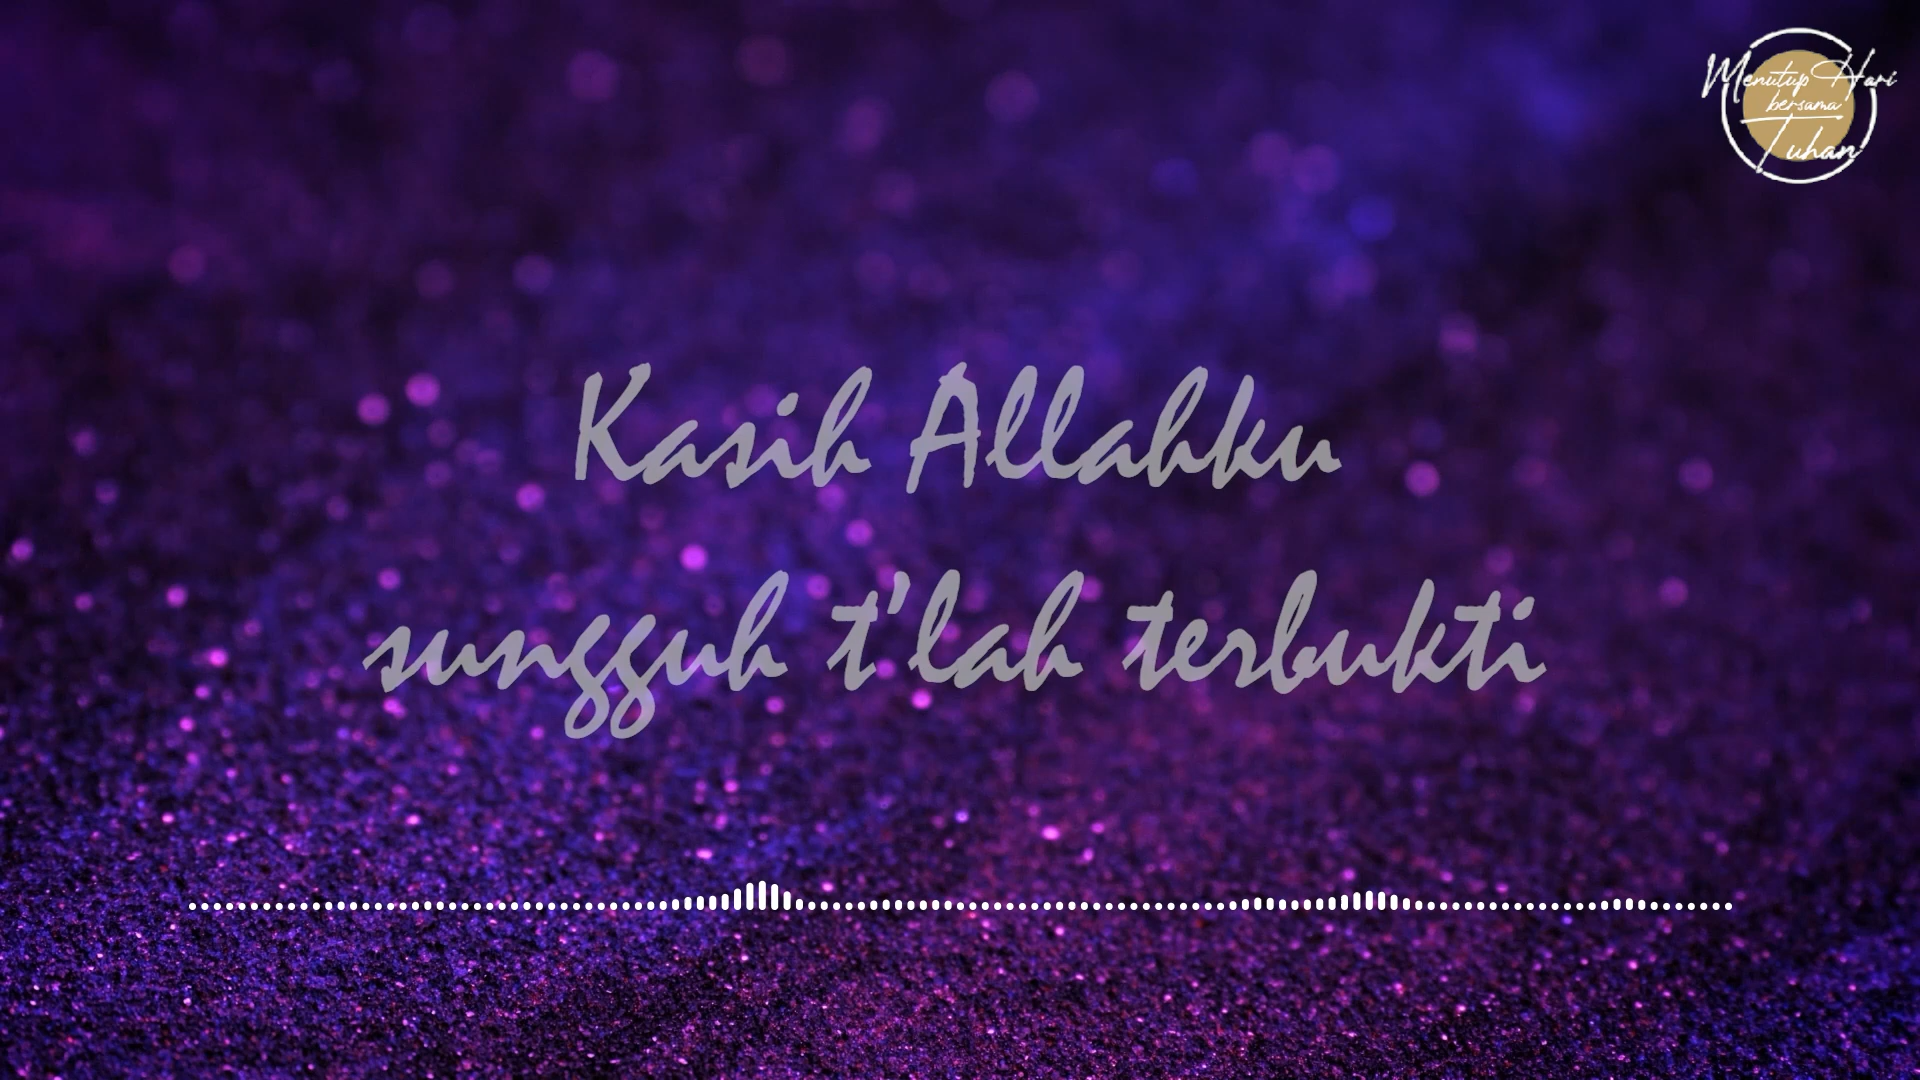 Menutup Hari
bersama
Tuhan
Kasih Allahku
sungguh t'lah terbukti